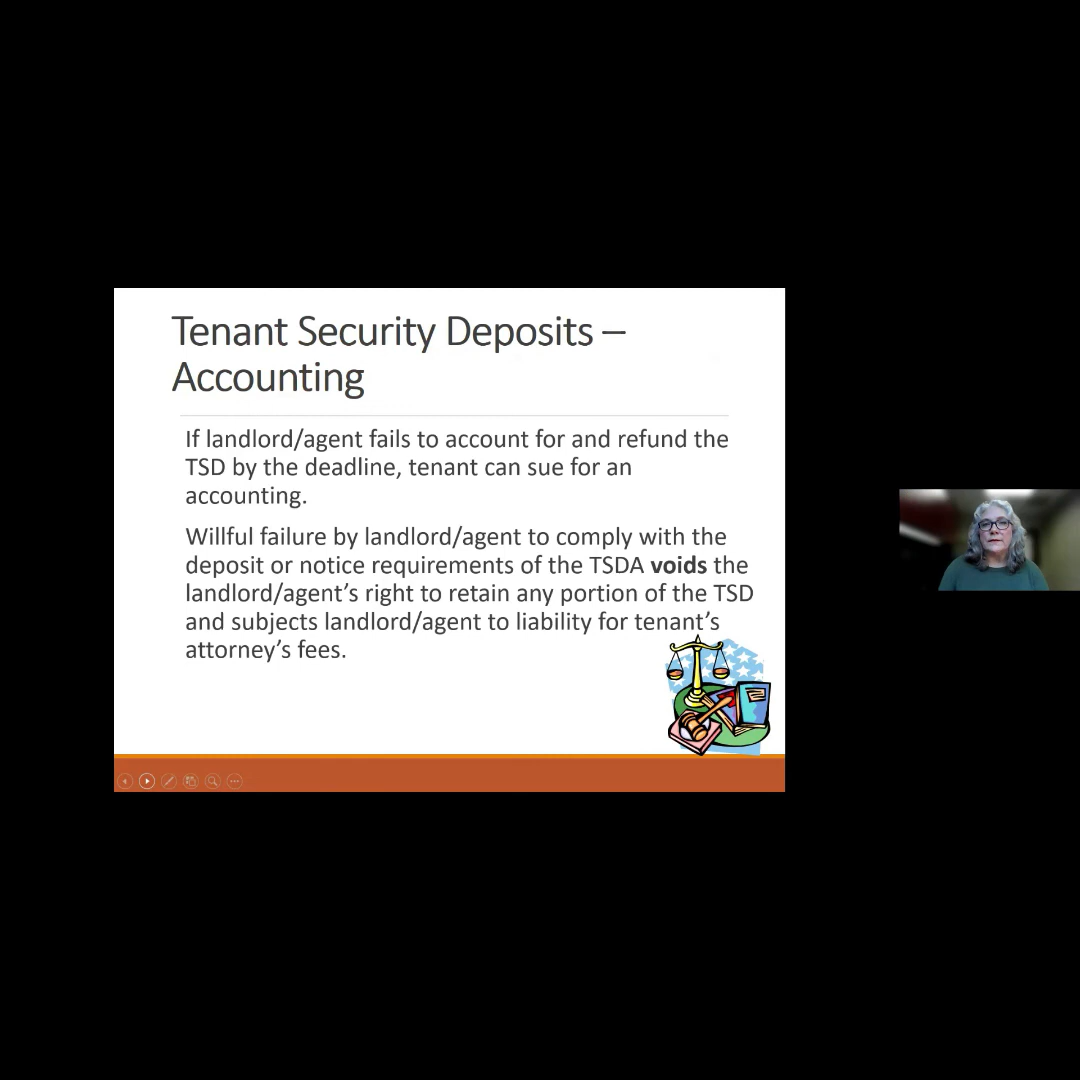 Tenant Security Deposits –
Accounting
If landlord/agent fails to account for and refund the
TSD by the deadline, tenant can sue for an
accounting.
Willful failure by landlord/agent to comply with the
deposit or notice requirements of the TSDA voids the
landlord/agent’s right to retain any portion of the TSD
and subjects landlord/agent to liability for tenant’s
attorney’s fees.